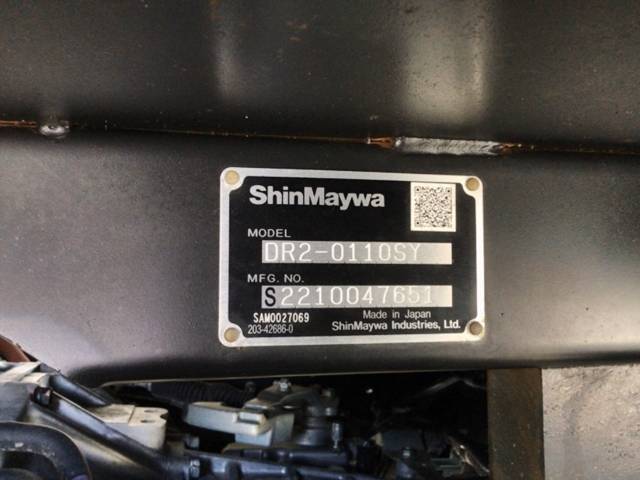 ShinMaywa
MODEL
DR2-0110SY
MFG. NO.
S2210047651
SAM0027069
Made in Japan
203-42686-0
ShinMaywa Industries, Ltd.